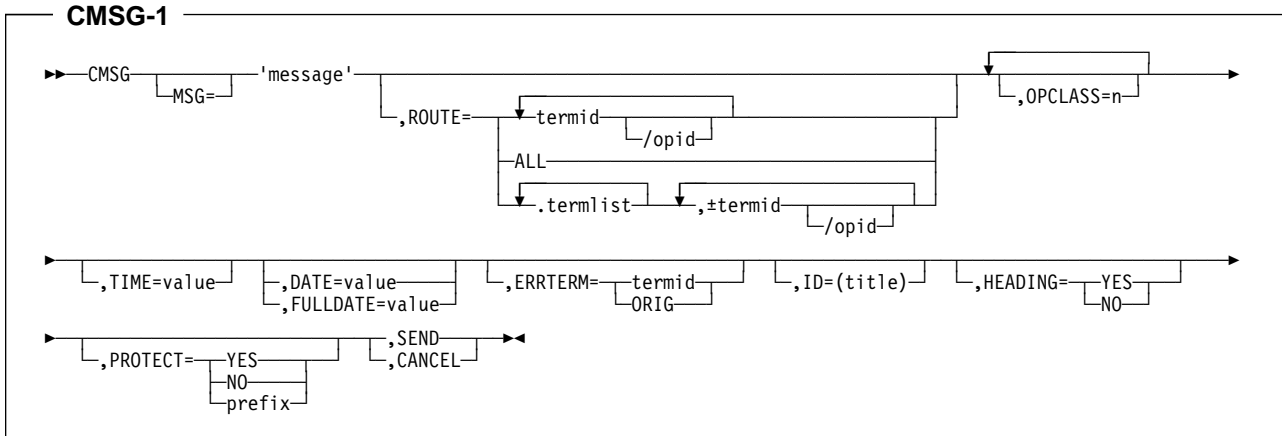 CMSG-1
CMSG MSG= 'message' ,ROUTE= termid /opid ,OPCLASS=n
ALL
.termlist ,±termid /opid
,TIME=value ,DATE=value ,ERRTERM= termid ,ID=(title) ,HEADING= YES
,FULLDATE=value ORIG NO
,PROTECT= YES ,SEND
NO ,CANCEL
prefix